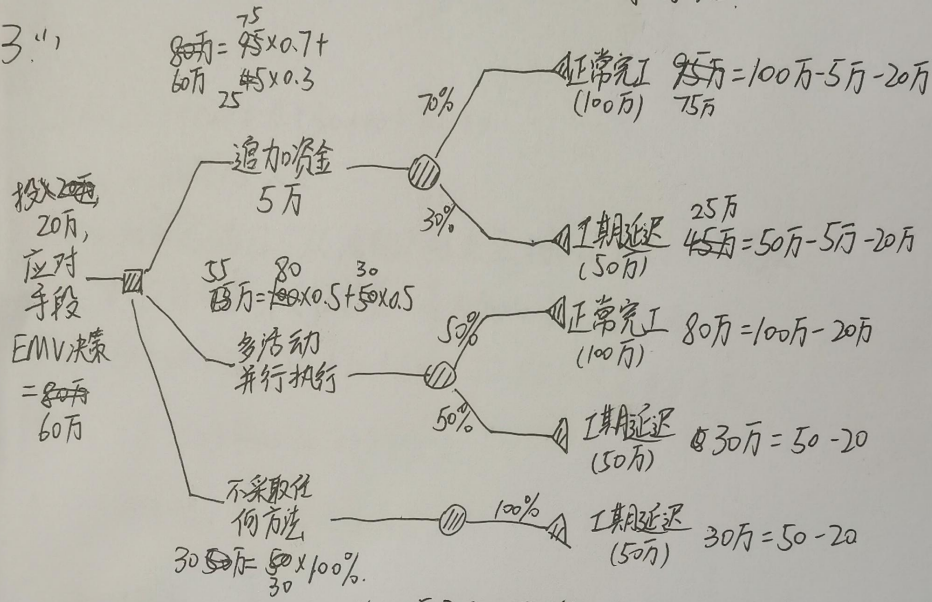 3.(1)
75
80万=95×0.7+
60万 45×0.3
25
70%
正常完工 95万=100万-5万-20万
(100万) 75万
追加资金
5万
30%
25万
工期延迟 45万=50万-5万-20万
(50万)
投入20万,
20万,
应对
手段
EMV决策
=80万
60万
55 80 30
万=100×0.5+50×0.5
多活动
并行执行
50%
正常完工 80万=100万-20万
(100万)
50%
工期延迟 30万=50-20
(50万)
不采取任
何方法
100%
工期延迟 30万=50-20
(50万)
30 50万=50×100%.
30